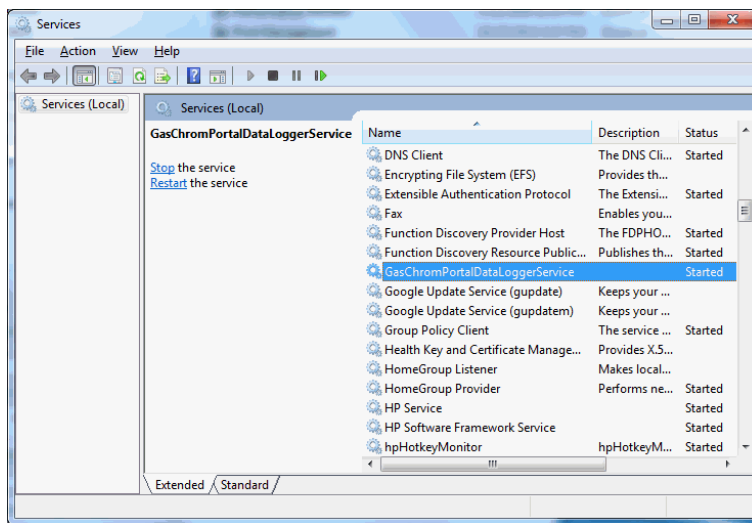 Services
File Action View Help
Services (Local)
Services (Local)
GasChromPortalDataLoggerService
Stop the service
Restart the service
Name Description Status
DNS Client The DNS Cli... Started
Encrypting File System (EFS) Provides th...
Extensible Authentication Protocol The Extensi... Started
Fax Enables you...
Function Discovery Provider Host The FDPHO... Started
Function Discovery Resource Public... Publishes th... Started
GasChromPortalDataLoggerService Started
Google Update Service (gupdate) Keeps your ...
Google Update Service (gupdatem) Keeps your ...
Group Policy Client The service ... Started
Health Key and Certificate Manage... Provides X.5...
HomeGroup Listener Makes local...
HomeGroup Provider Performs ne... Started
HP Service Started
HP Software Framework Service Started
hpHotkeyMonitor hpHotkeyM... Started
Extended Standard